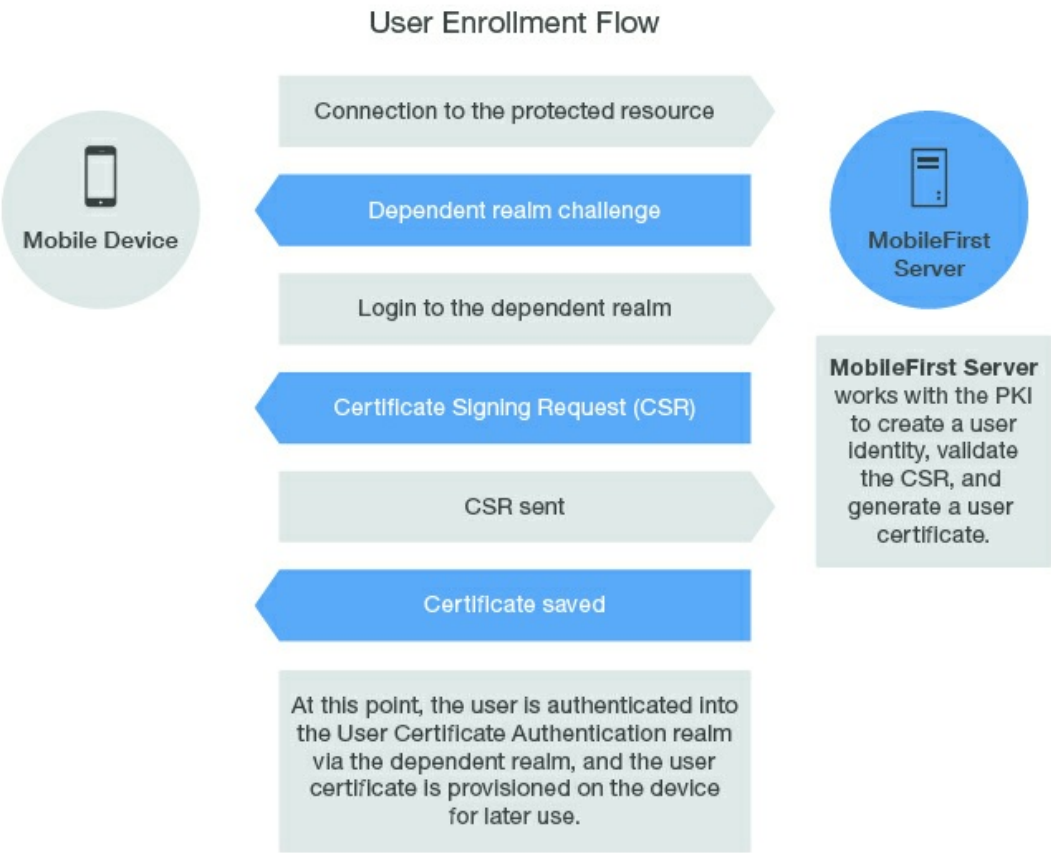 User Enrollment Flow
Connection to the protected resource
Dependent realm challenge
Mobile Device
MobileFirst
Server
Login to the dependent realm
MobileFirst Server
works with the PKI
to create a user
identity, validate
the CSR, and
generate a user
certificate.
Certificate Signing Request (CSR)
CSR sent
Certificate saved
At this point, the user is authenticated into
the User Certificate Authentication realm
via the dependent realm, and the user
certificate is provisioned on the device
for later use.